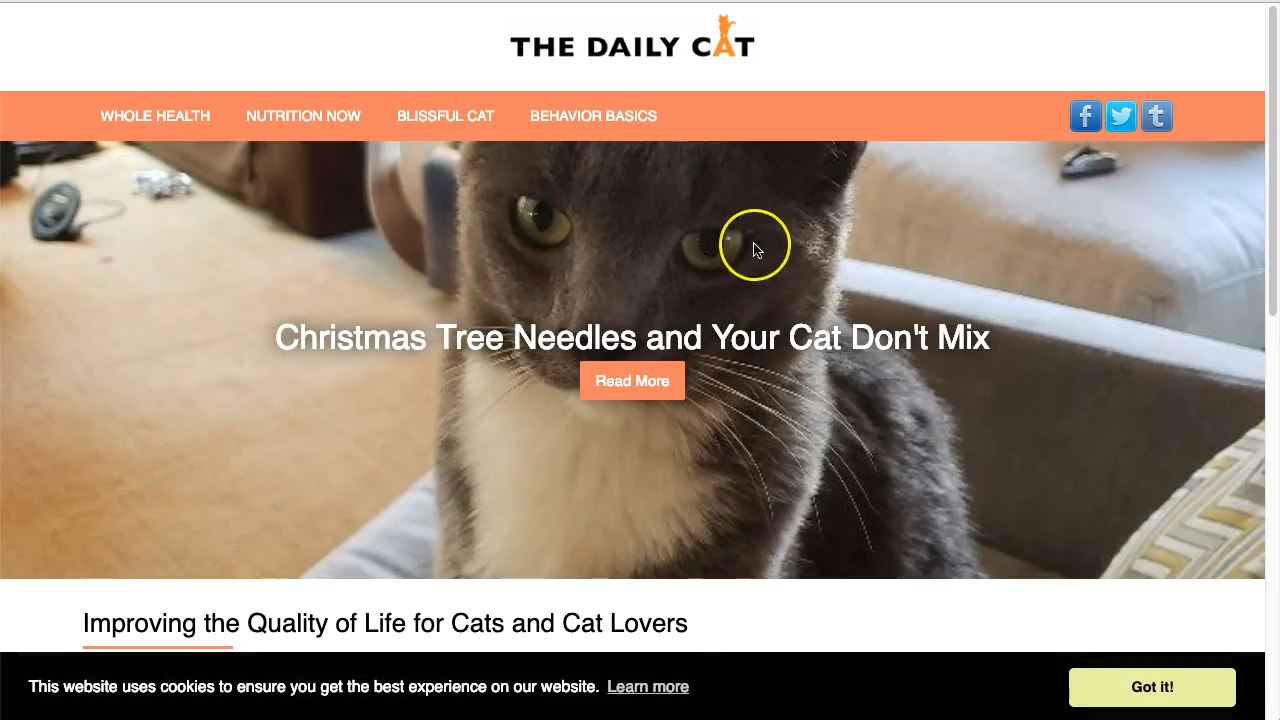 THE DAILY CAT
WHOLE HEALTH NUTRITION NOW BLISSFUL CAT BEHAVIOR BASICS
f t
Christmas Tree Needles and Your Cat Don't Mix
Read More
Improving the Quality of Life for Cats and Cat Lovers
This website uses cookies to ensure you get the best experience on our website. Learn more Got it!